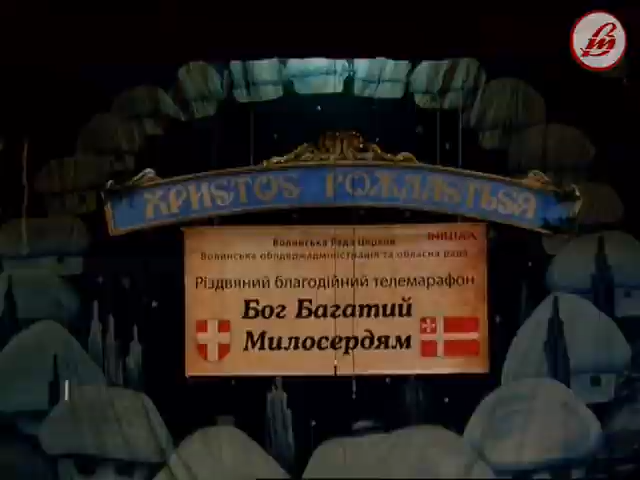 Христос Рождається
Волинська Рада Церков
Волинська облдержадміністрація та обласна рада
Різдвяний благодійний телемарафон
Бог Багатий
Милосердям